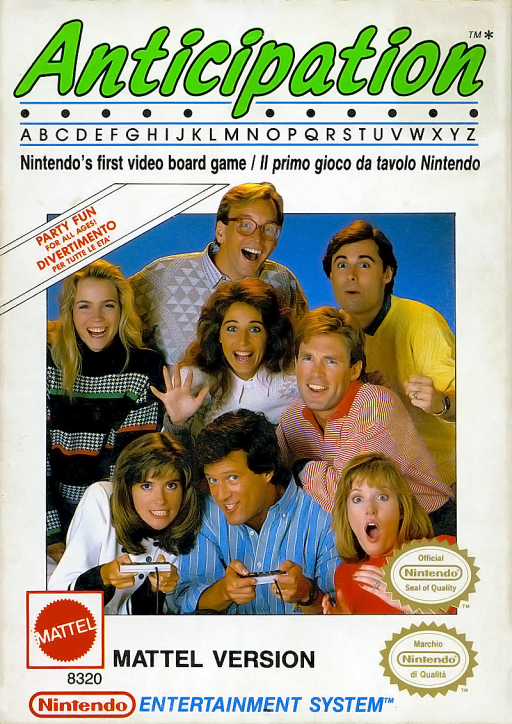 Anticipation TM*
A B C D E F G H I J K L M N O P Q R S T U V W X Y Z
Nintendo's first video board game / Il primo gioco da tavolo Nintendo
PARTY FUN
FOR ALL AGES!
DIVERTIMENTO
PER TUTTE LE ETA'
Official
Nintendo®
Seal of Quality
TM
MATTEL
8320
MATTEL VERSION
Marchio
Nintendo®
di Qualità
TM
Nintendo® ENTERTAINMENT SYSTEM™